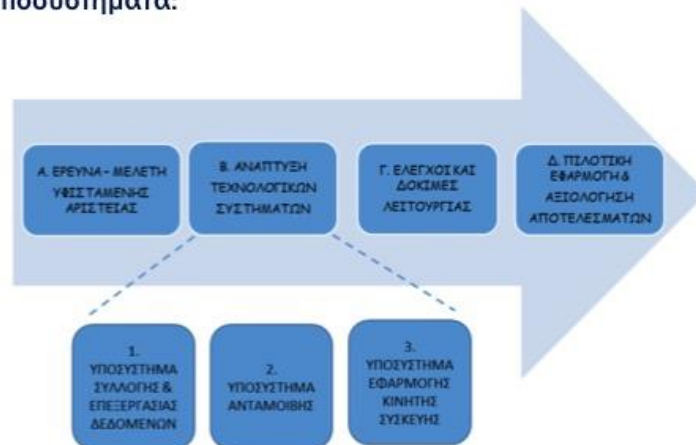 Α. ΕΡΕΥΝΑ – ΜΕΛΕΤΗ
ΥΦΙΣΤΑΜΕΝΗΣ
ΑΡΙΣΤΕΙΑΣ
Β. ΑΝΑΠΤΥΞΗ
ΤΕΧΝΟΛΟΓΙΚΩΝ
ΣΥΣΤΗΜΑΤΩΝ
Γ. ΕΛΕΓΧΟΙ ΚΑΙ
ΔΟΚΙΜΕΣ
ΛΕΙΤΟΥΡΓΙΑΣ
Δ. ΠΙΛΟΤΙΚΗ
ΕΦΑΡΜΟΓΗ &
ΑΞΙΟΛΟΓΗΣΗ
ΑΠΟΤΕΛΕΣΜΑΤΩΝ
1.
ΥΠΟΣΥΣΤΗΜΑ
ΣΥΛΛΟΓΗΣ &
ΕΠΕΞΕΡΓΑΣΙΑΣ
ΔΕΔΟΜΕΝΩΝ
2.
ΥΠΟΣΥΣΤΗΜΑ
ΑΝΤΑΜΟΙΒΗΣ
3.
ΥΠΟΣΥΣΤΗΜΑ
ΕΦΑΡΜΟΓΗΣ
ΚΙΝΗΤΗΣ
ΣΥΣΚΕΥΗΣ